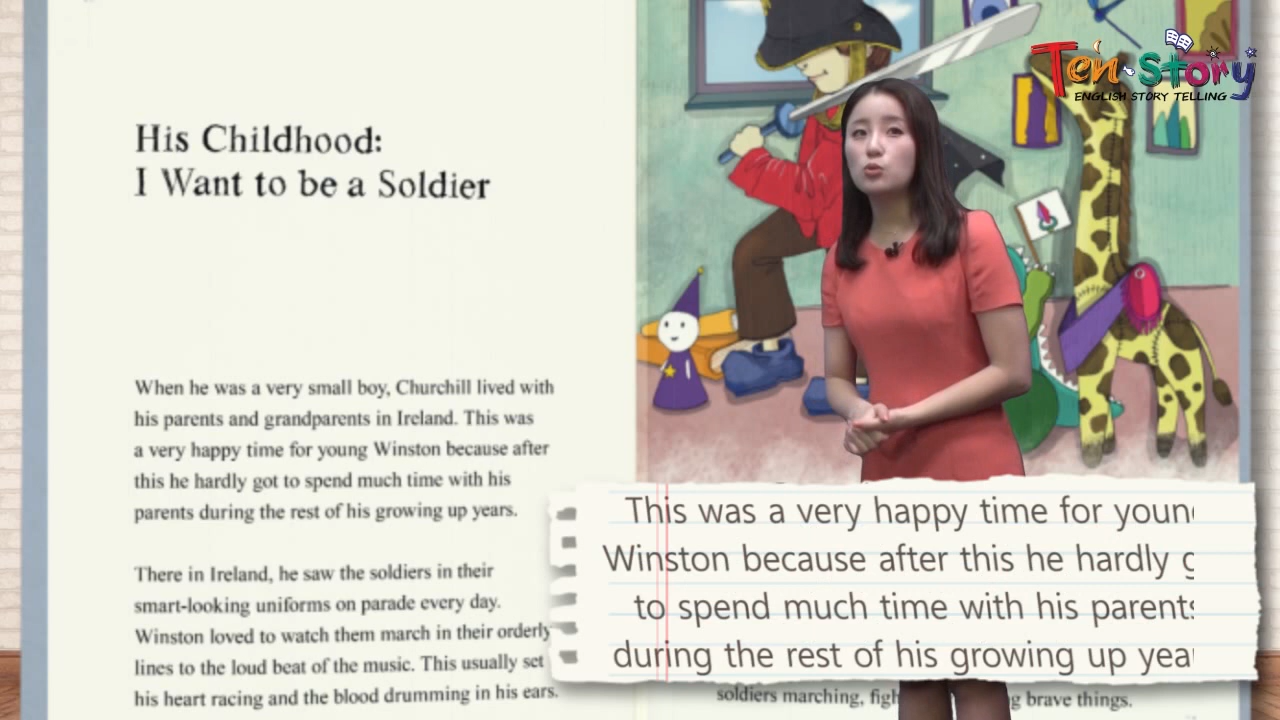 Ten Story
ENGLISH STORY TELLING
His Childhood:
I Want to be a Soldier
When he was a very small boy, Churchill lived with
his parents and grandparents in Ireland. This was
a very happy time for young Winston because after
this he hardly got to spend much time with his
parents during the rest of his growing up years.
There in Ireland, he saw the soldiers in their
smart-looking uniforms on parade every day.
Winston loved to watch them march in their orderly
lines to the loud beat of the music. This usually set
his heart racing and the blood drumming in his ears.
This was a very happy time for
Winston because after this he hardly
to spend much time with his
during the rest of his growing up
soldiers marching, brave things.